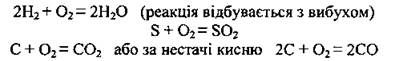 2H₂ + O₂ = 2H₂O (реакція відбувається з вибухом)
S + O₂ = SO₂
C + O₂ = CO₂ або за нестачі кисню 2C + O₂ = 2CO